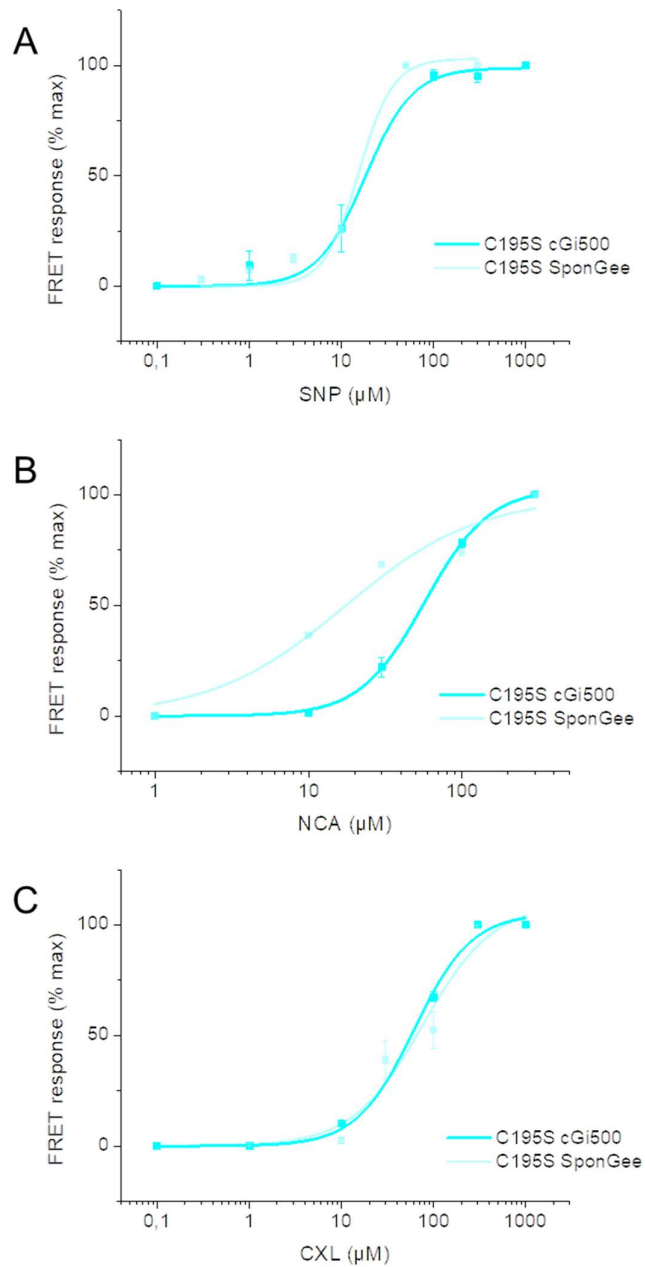 A
FRET response (% max)
100
50
0
C195S cGi500
C195S SponGee
0,1 1 10 100 1000
SNP (µM)
B
FRET response (% max)
100
50
0
C195S cGi500
C195S SponGee
1 10 100
NCA (µM)
C
FRET response (% max)
100
50
0
C195S cGi500
C195S SponGee
0,1 1 10 100 1000
CXL (µM)